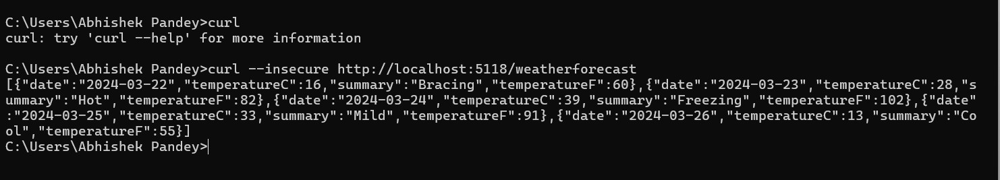 C:\Users\Abhishek Pandey>curl
curl: try 'curl --help' for more information
C:\Users\Abhishek Pandey>curl --insecure http://localhost:5118/weatherforecast
[{"date":"2024-03-22","temperatureC":16,"summary":"Bracing","temperatureF":60},{"date":"2024-03-23","temperatureC":28,"s
ummary":"Hot","temperatureF":82},{"date":"2024-03-24","temperatureC":39,"summary":"Freezing","temperatureF":102},{"date"
:"2024-03-25","temperatureC":33,"summary":"Mild","temperatureF":91},{"date":"2024-03-26","temperatureC":13,"summary":"Co
ol","temperatureF":55}]
C:\Users\Abhishek Pandey>